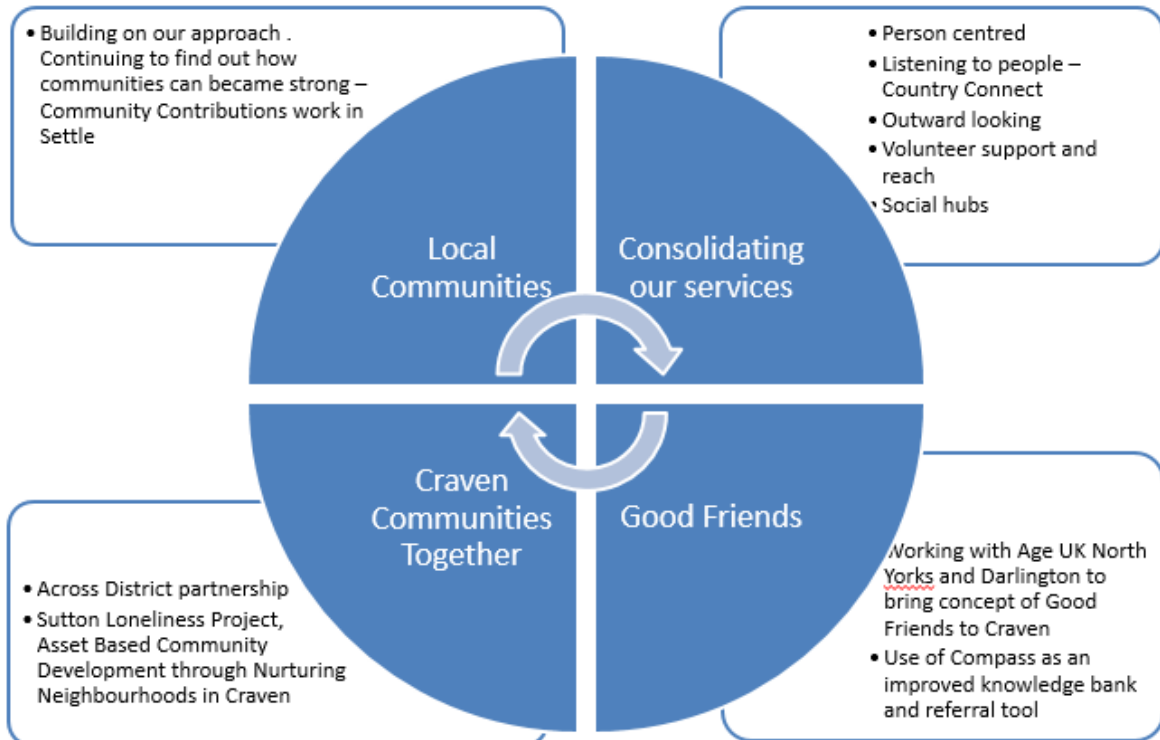 • Building on our approach .
Continuing to find out how
communities can became strong –
Community Contributions work in
Settle
• Person centred
• Listening to people –
Country Connect
• Outward looking
• Volunteer support and
reach
• Social hubs
Local
Communities
Consolidating
our services
Craven
Communities
Together
Good Friends
• Across District partnership
• Sutton Loneliness Project,
Asset Based Community
Development through Nurturing
Neighbourhoods in Craven
Working with Age UK North
Yorks and Darlington to
bring concept of Good
Friends to Craven
• Use of Compass as an
improved knowledge bank
and referral tool